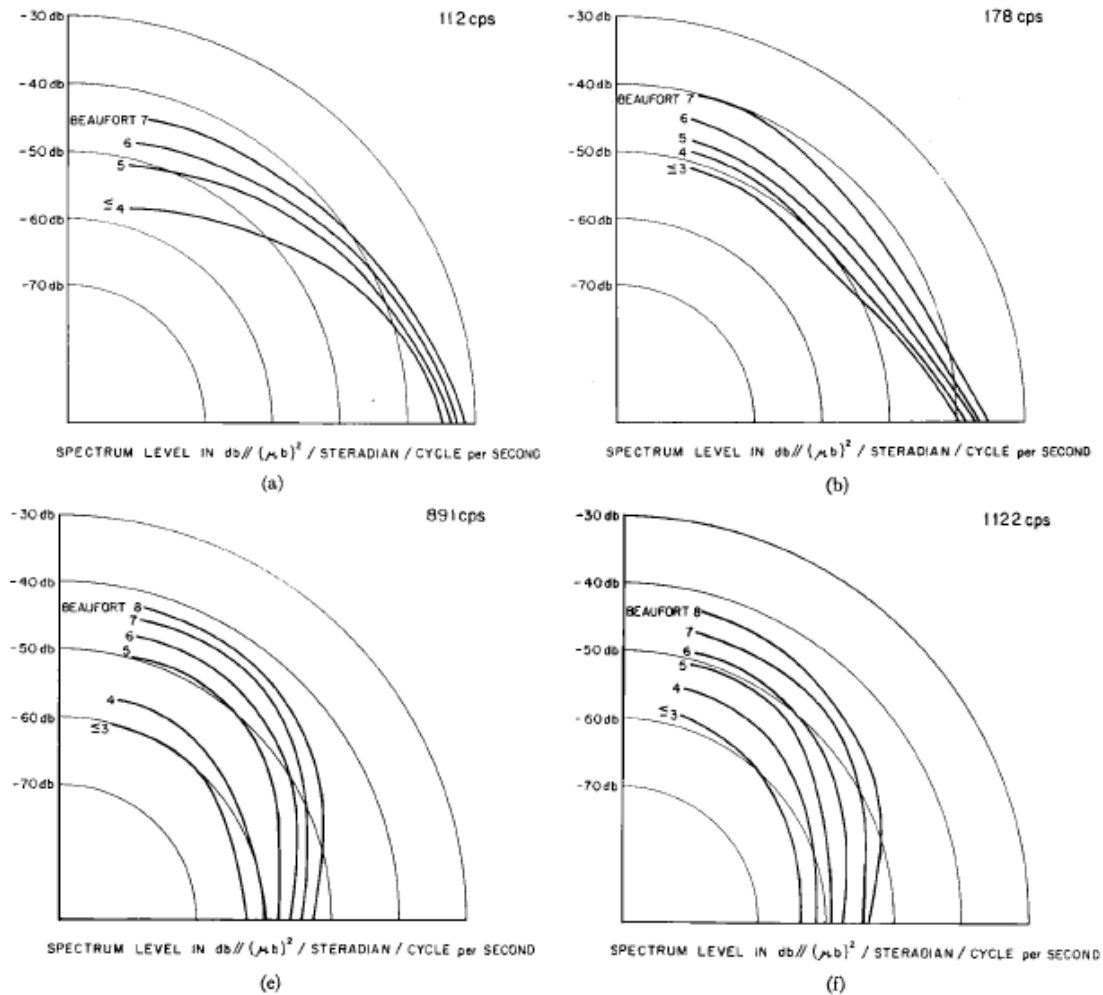 112 cps
-30 db
-40 db
BEAUFORT 7
6
-50 db
5
≤4
-60 db
-70 db
SPECTRUM LEVEL IN db// (μb)² / STERADIAN / CYCLE per SECOND
(a)
178 cps
-30 db
-40 db
BEAUFORT 7
6
5
-50 db
4
≤3
-60 db
-70 db
SPECTRUM LEVEL IN db// (μb)² / STERADIAN / CYCLE per SECOND
(b)
891 cps
-30 db
-40 db
BEAUFORT 8
7
6
-50 db
5
4
-60 db
≤3
-70 db
SPECTRUM LEVEL IN db// (μb)² / STERADIAN / CYCLE per SECOND
(e)
1122 cps
-30 db
-40 db
BEAUFORT 8
7
-50 db
6
5
4
≤3
-60 db
-70 db
SPECTRUM LEVEL IN db// (μb)² / STERADIAN / CYCLE per SECOND
(f)